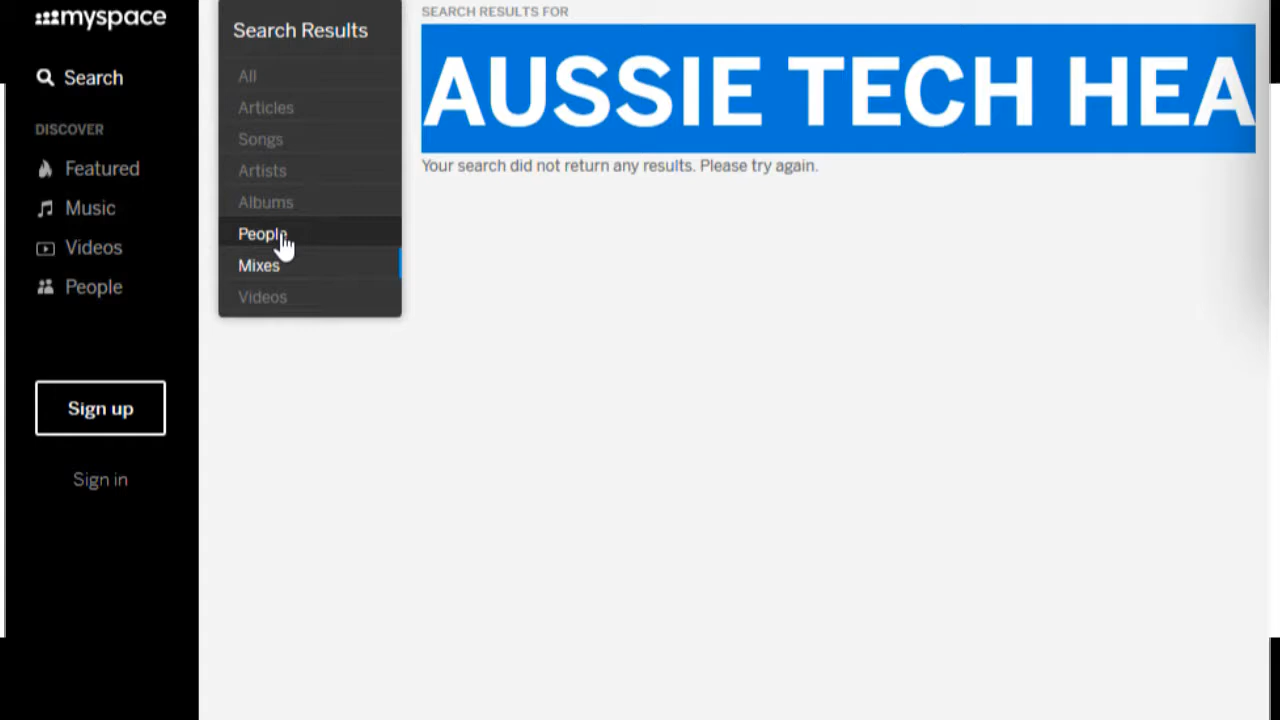 myspace
Search
DISCOVER
Featured
Music
Videos
People
Sign up
Sign in
Search Results
All
Articles
Songs
Artists
Albums
People
Mixes
Videos
SEARCH RESULTS FOR
AUSSIE TECH HEA
Your search did not return any results. Please try again.